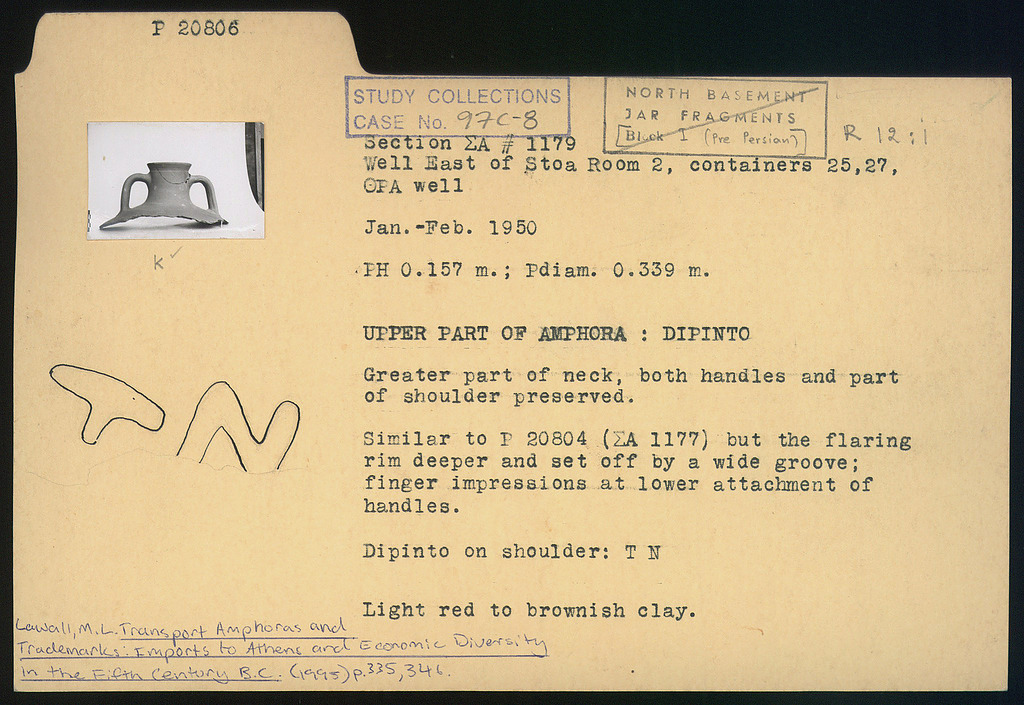 P 20806
STUDY COLLECTIONS
CASE No. 97C-8
NORTH BASEMENT
JAR FRAGMENTS
[Block I (Pre Persian)]
R 12:1
Section ΣA # 1179
Well East of Stoa Room 2, containers 25,27,
OPA well
Jan.-Feb. 1950
PH 0.157 m.; Pdiam. 0.339 m.
K ✓
UPPER PART OF AMPHORA : DIPINTO
Greater part of neck, both handles and part
of shoulder preserved.
Similar to P 20804 (ΣA 1177) but the flaring
rim deeper and set off by a wide groove;
finger impressions at lower attachment of
handles.
Dipinto on shoulder: T N
Light red to brownish clay.
Lawall, M.L. Transport Amphoras and
Trademarks: Imports to Athens and Economic Diversity
in the Fifth Century B.C. (1995) p.335, 346.